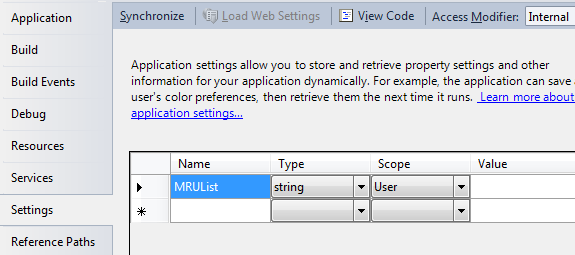 Application
Build
Build Events
Debug
Resources
Services
Settings
Reference Paths
Synchronize Load Web Settings View Code Access Modifier: Internal
Application settings allow you to store and retrieve property settings and other
information for your application dynamically. For example, the application can save a
user's color preferences, then retrieve them the next time it runs. Learn more about
application settings...
Name Type Scope Value
MRUList string User